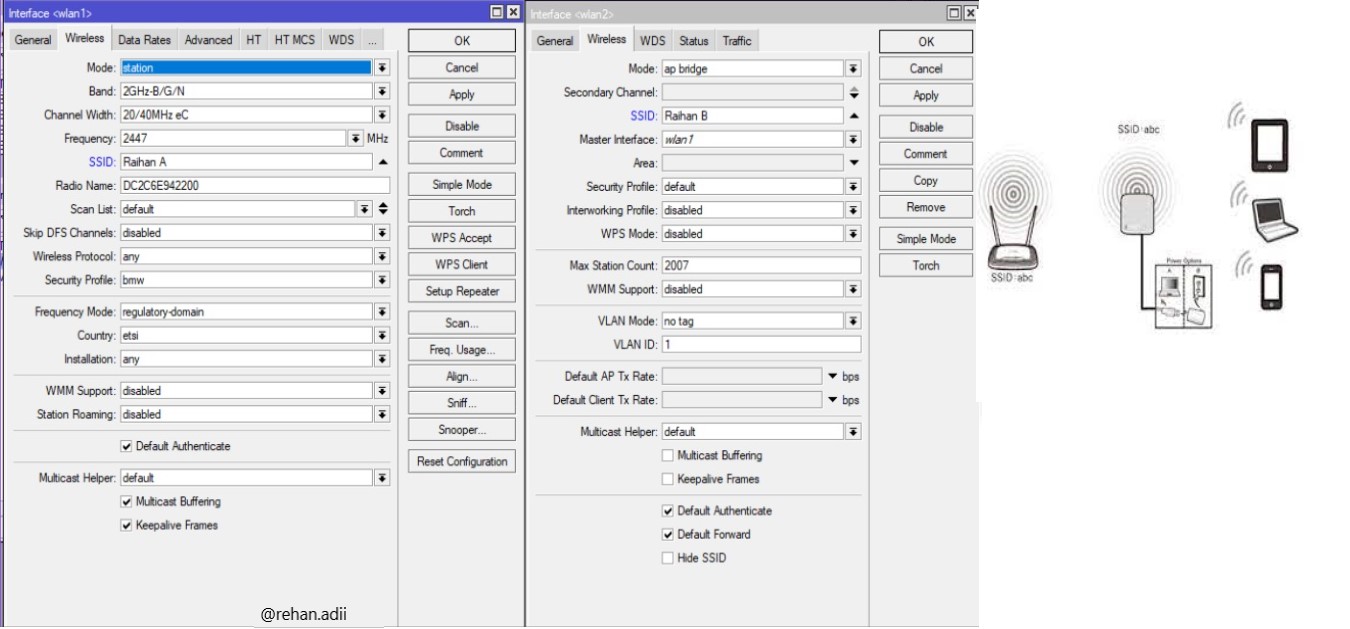 Interface <wlan1>
General Wireless Data Rates Advanced HT HT MCS WDS ...
Mode: station
Band: 2GHz-B/G/N
Channel Width: 20/40MHz eC
Frequency: 2447 MHz
SSID: Raihan A
Radio Name: DC2C6E942200
Scan List: default
Skip DFS Channels: disabled
Wireless Protocol: any
Security Profile: bmw
Frequency Mode: regulatory-domain
Country: etsi
Installation: any
WMM Support: disabled
Station Roaming: disabled
Default Authenticate
Multicast Helper: default
Multicast Buffering
Keepalive Frames
OK
Cancel
Apply
Disable
Comment
Simple Mode
Torch
WPS Accept
WPS Client
Setup Repeater
Scan...
Freq. Usage...
Align...
Sniff...
Snooper...
Reset Configuration
@rehan.adii
Interface <wlan2>
General Wireless WDS Status Traffic
Mode: ap bridge
Secondary Channel:
SSID: Raihan B
Master Interface: wlan1
Area:
Security Profile: default
Interworking Profile: disabled
WPS Mode: disabled
Max Station Count: 2007
WMM Support: disabled
VLAN Mode: no tag
VLAN ID: 1
Default AP Tx Rate: bps
Default Client Tx Rate: bps
Multicast Helper: default
Multicast Buffering
Keepalive Frames
Default Authenticate
Default Forward
Hide SSID
OK
Cancel
Apply
Disable
Comment
Copy
Remove
Simple Mode
Torch
SSID:abc
SSID:abc
Power Options
A B